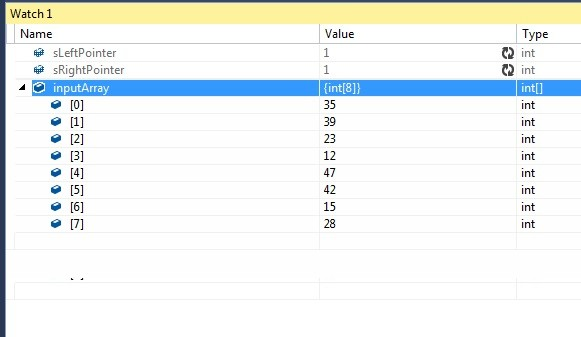 Watch 1
Name Value Type
sLeftPointer 1 int
sRightPointer 1 int
inputArray {int[8]} int[]
[0] 35 int
[1] 39 int
[2] 23 int
[3] 12 int
[4] 47 int
[5] 42 int
[6] 15 int
[7] 28 int